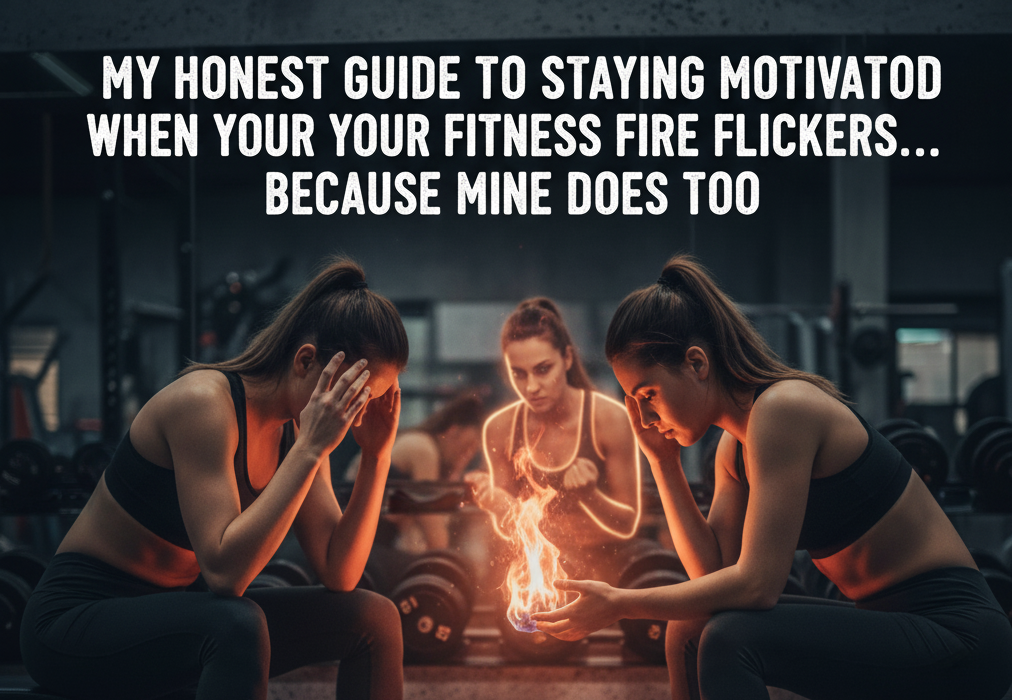 MY HONEST GUIDE TO STAYING MOTIVATOD
WHEN YOUR YOUR FITNESS FIRE FLICKERS...
BECAUSE MINE DOES TOO